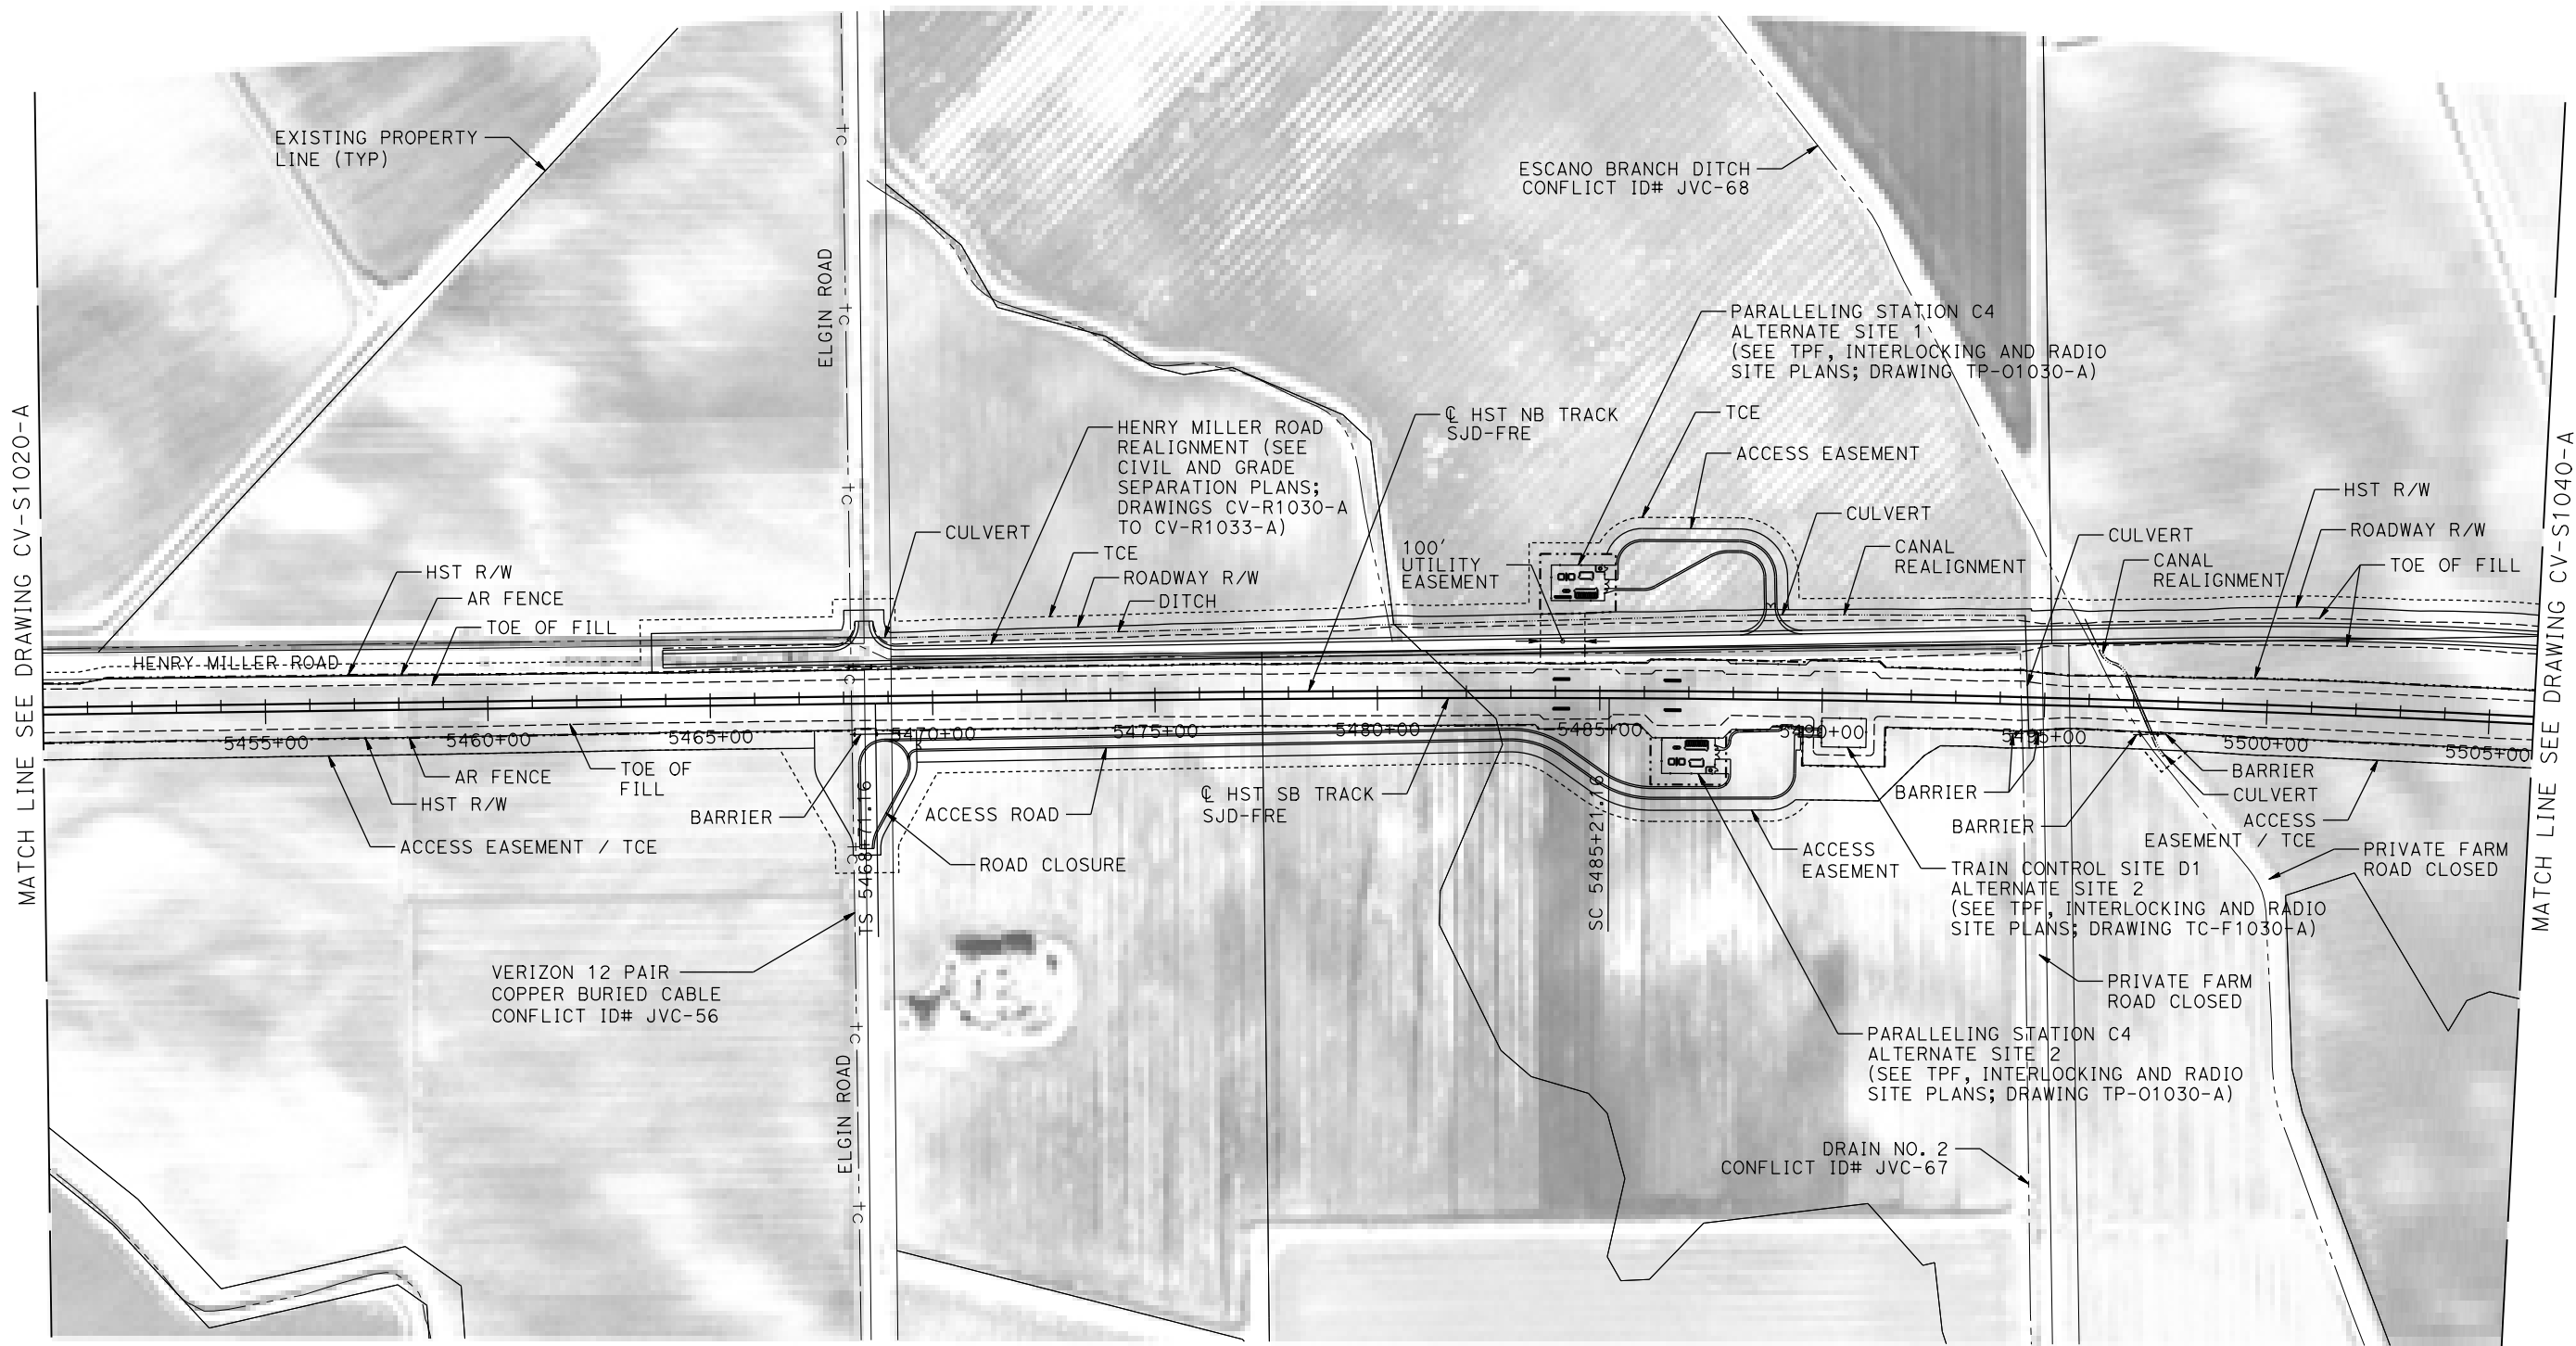 EXISTING PROPERTY
LINE (TYP)
ELGIN ROAD
ESCANO BRANCH DITCH
CONFLICT ID# JVC-68
PARALLELING STATION C4
ALTERNATE SITE 1
(SEE TPF, INTERLOCKING AND RADIO
SITE PLANS; DRAWING TP-O1030-A)
TCE
ACCESS EASEMENT
CULVERT
CANAL
REALIGNMENT
℄ HST NB TRACK
SJD-FRE
HENRY MILLER ROAD
REALIGNMENT (SEE
CIVIL AND GRADE
SEPARATION PLANS;
DRAWINGS CV-R1030-A
TO CV-R1033-A)
CULVERT
TCE
ROADWAY R/W
DITCH
100'
UTILITY
EASEMENT
HST R/W
ROADWAY R/W
TOE OF FILL
CULVERT
CANAL
REALIGNMENT
HST R/W
AR FENCE
TOE OF FILL
HENRY MILLER ROAD
MATCH LINE SEE DRAWING CV-S1020-A
MATCH LINE SEE DRAWING CV-S1040-A
TC
TC
TC
TC
TC
TC
TC
5455+00
5460+00
5465+00
5470+00
5475+00
5480+00
5485+00
5490+00
5495+00
5500+00
5505+00
AR FENCE
HST R/W
TOE OF
FILL
ACCESS EASEMENT / TCE
BARRIER
TS 5468+71.16
ACCESS ROAD
ROAD CLOSURE
℄ HST SB TRACK
SJD-FRE
SC 5485+21.16
BARRIER
BARRIER
BARRIER
CULVERT
ACCESS
EASEMENT / TCE
ACCESS
EASEMENT
PRIVATE FARM
ROAD CLOSED
TRAIN CONTROL SITE D1
ALTERNATE SITE 2
(SEE TPF, INTERLOCKING AND RADIO
SITE PLANS; DRAWING TC-F1030-A)
VERIZON 12 PAIR
COPPER BURIED CABLE
CONFLICT ID# JVC-56
PRIVATE FARM
ROAD CLOSED
PARALLELING STATION C4
ALTERNATE SITE 2
(SEE TPF, INTERLOCKING AND RADIO
SITE PLANS; DRAWING TP-O1030-A)
ELGIN ROAD
DRAIN NO. 2
CONFLICT ID# JVC-67